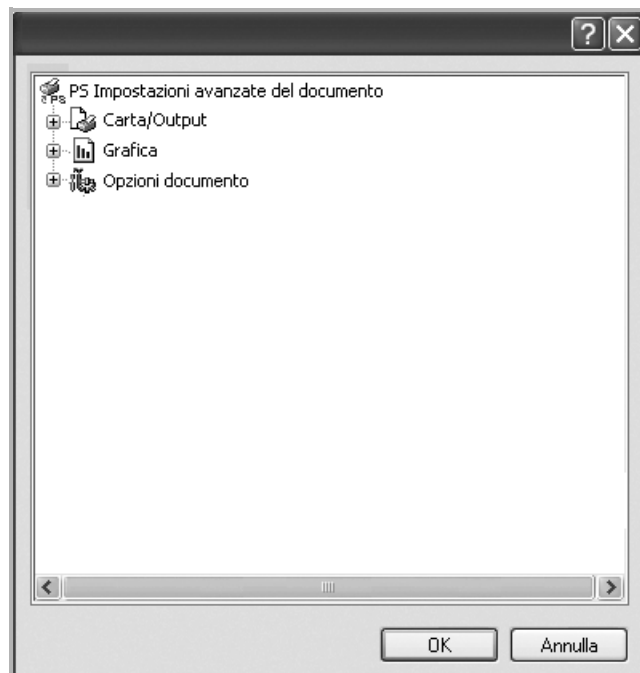 PS Impostazioni avanzate del documento
Carta/Output
Grafica
Opzioni documento
OK
Annulla